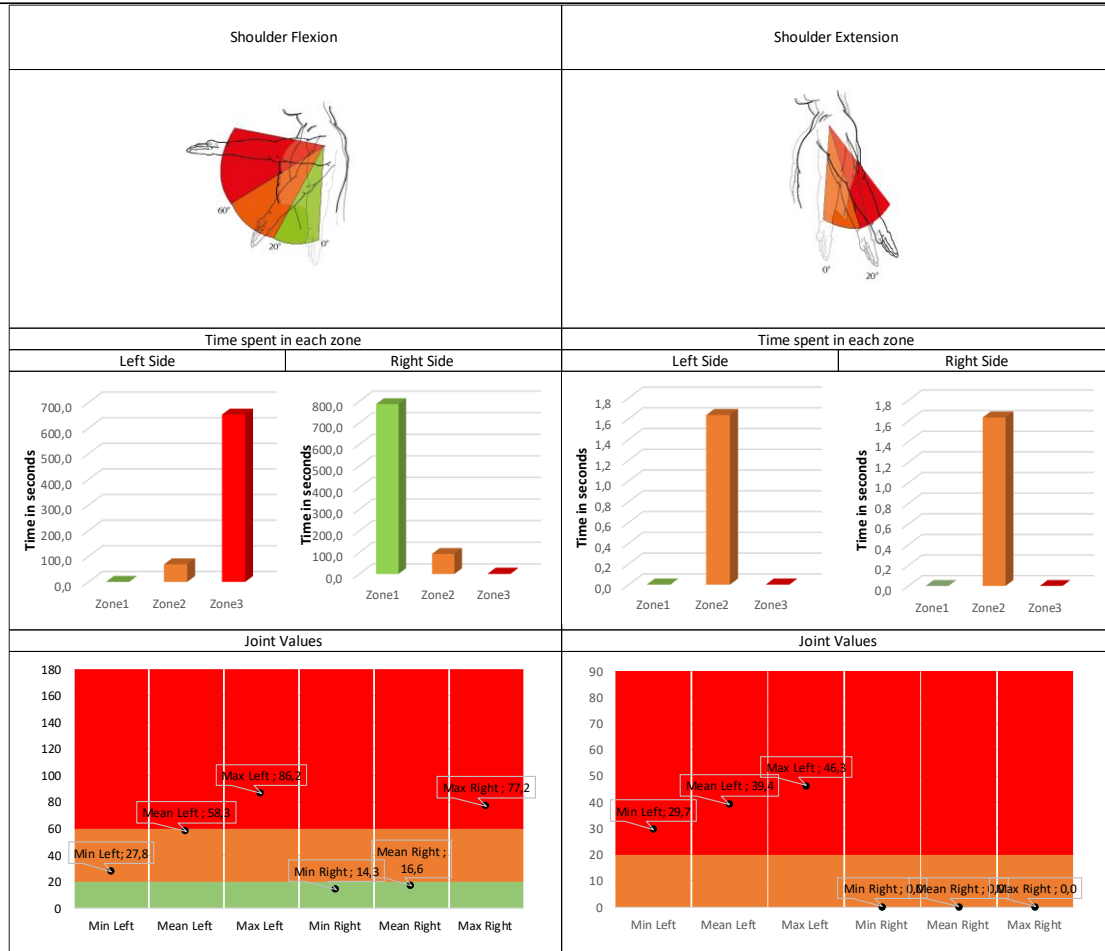 Shoulder Flexion
Shoulder Extension
60°
20°
0°
0°
20°
Time spent in each zone
Time spent in each zone
Left Side
Right Side
Left Side
Right Side
Time in seconds
700,0
600,0
500,0
400,0
300,0
200,0
100,0
0,0
Zone1 Zone2 Zone3
Time in seconds
800,0
700,0
600,0
500,0
400,0
300,0
200,0
100,0
0,0
Zone1 Zone2 Zone3
Time in seconds
1,8
1,6
1,4
1,2
1,0
0,8
0,6
0,4
0,2
0,0
Zone1 Zone2 Zone3
Time in seconds
1,8
1,6
1,4
1,2
1,0
0,8
0,6
0,4
0,2
0,0
Zone1 Zone2 Zone3
Joint Values
Joint Values
180
160
140
120
100
80
60
40
20
0
Min Left; 27,8
Mean Left ; 58,3
Max Left ; 86,2
Min Right ; 14,3
Mean Right ;
16,6
Max Right ; 77,2
Min Left Mean Left Max Left Min Right Mean Right Max Right
90
80
70
60
50
40
30
20
10
0
Min Left; 29,7
Mean Left ; 39,4
Max Left ; 46,3
Min Right ; 0,0
Mean Right ; 0,0
Max Right ; 0,0
Min Left Mean Left Max Left Min Right Mean Right Max Right